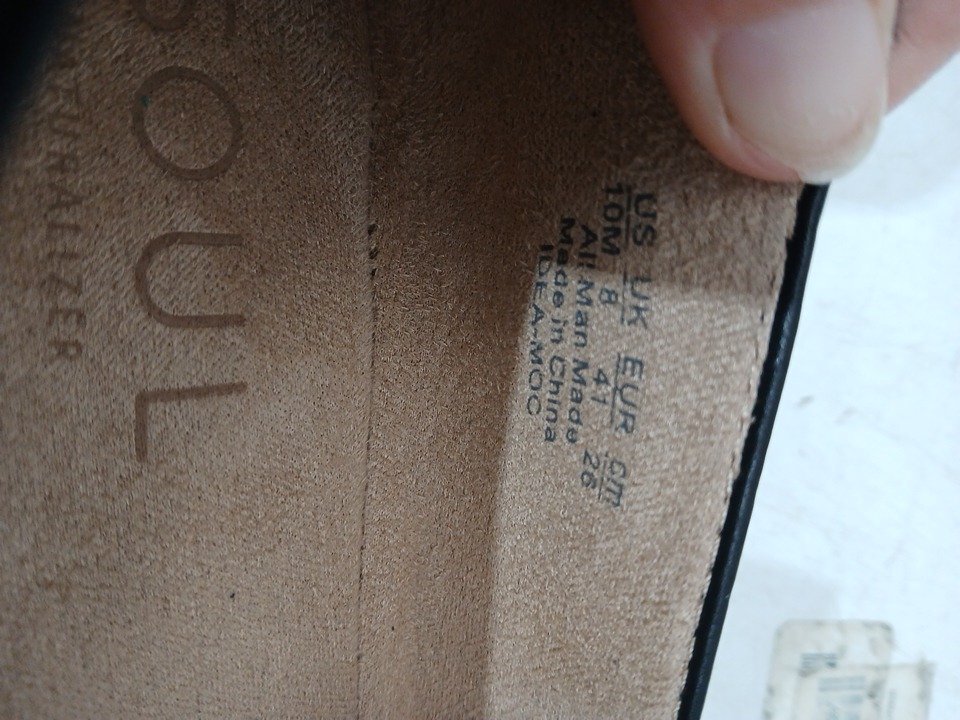 US UK EUR cm
10M 8 41 26
All Man Made
Made in China
IDEA-MOC
SOUL
NATURALIZER